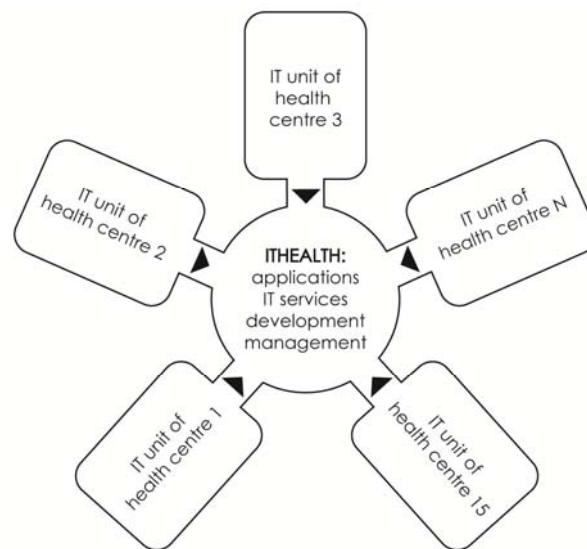 IT unit of
health
centre 3
IT unit of
health centre 2
IT unit of
health centre N
ITHEALTH:
applications
IT services
development
management
IT unit of
health centre 1
IT unit of
health centre 15